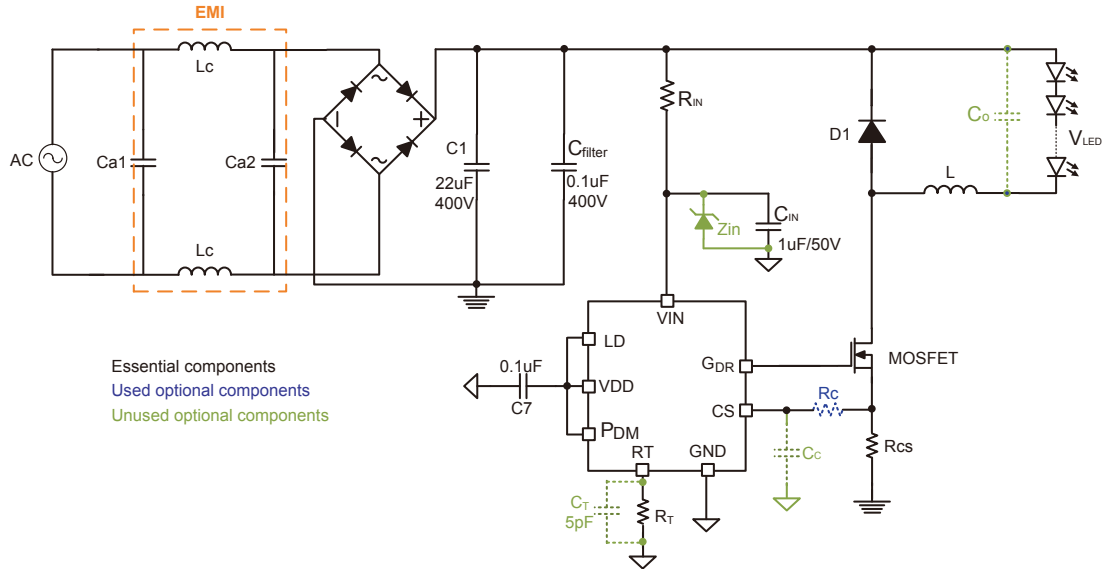 EMI
Lc
AC
Ca1
Ca2
Lc
~
~
−
+
C1
22uF
400V
Cfilter
0.1uF
400V
RIN
Zin
CIN
1uF/50V
D1
L
Co
VLED
VIN
LD
VDD
PDM
RT
GND
GDR
CS
0.1uF
C7
MOSFET
Rc
Rcs
Cc
CT
5pF
RT
Essential components
Used optional components
Unused optional components